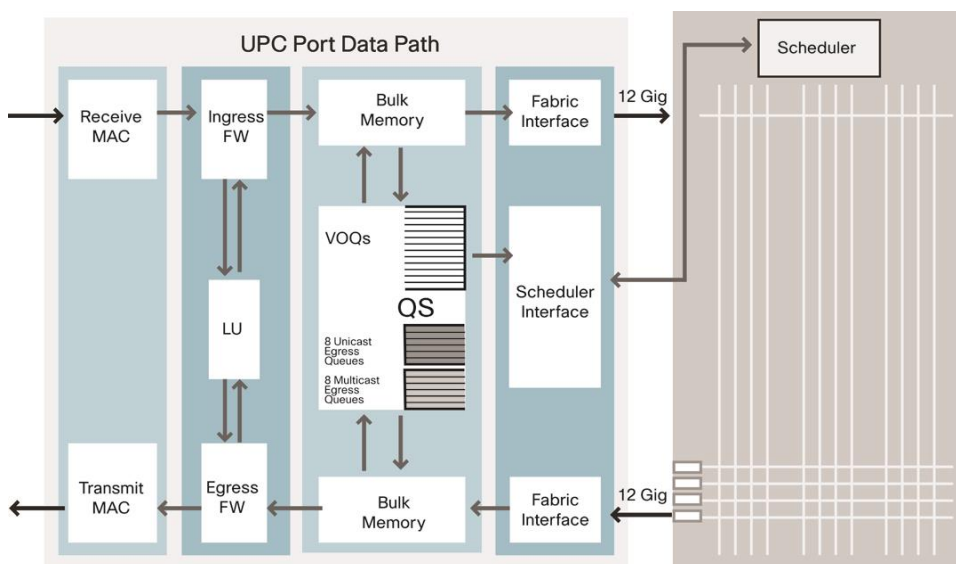 UPC Port Data Path
Scheduler
Receive
MAC
Ingress
FW
Bulk
Memory
Fabric
Interface
12 Gig
VOQs
QS
Scheduler
Interface
LU
8 Unicast
Egress
Queues
8 Multicast
Egress
Queues
Transmit
MAC
Egress
FW
Bulk
Memory
Fabric
Interface
12 Gig